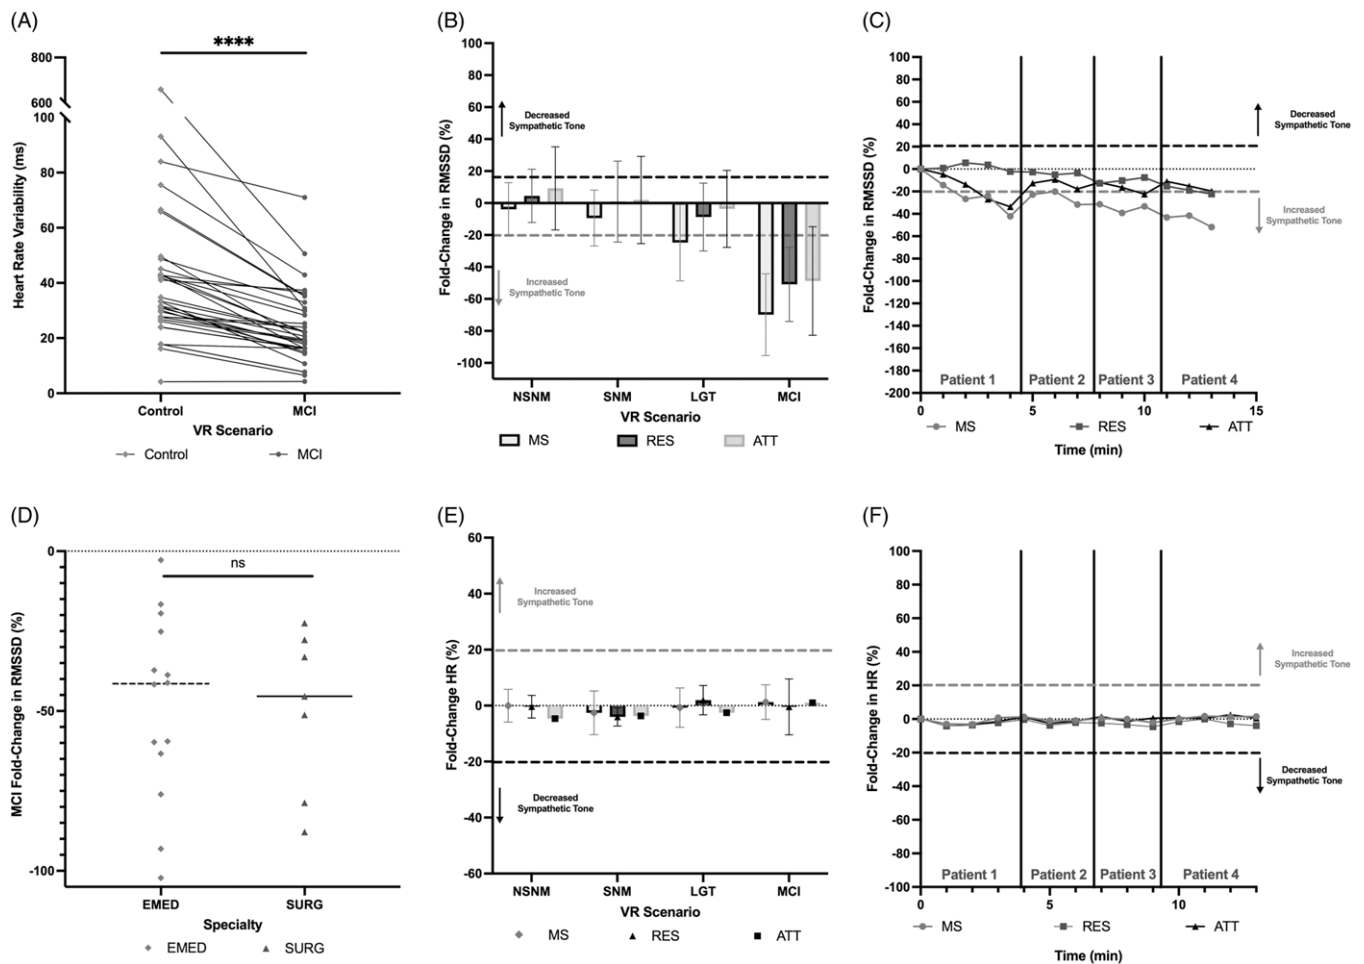 (A)
****
800
600
100
80
60
40
20
0
Heart Rate Variability (ms)
Control
MCI
VR Scenario
Control
MCI
(B)
100
80
60
40
20
0
-20
-40
-60
-80
-100
Fold-Change in RMSSD (%)
Decreased
Sympathetic Tone
Increased
Sympathetic Tone
NSNM
SNM
LGT
MCI
VR Scenario
MS
RES
ATT
(C)
100
80
60
40
20
0
-20
-40
-60
-80
-100
-120
-140
-160
-180
-200
Fold-Change in RMSSD (%)
Decreased
Sympathetic Tone
Increased
Sympathetic Tone
Patient 1
Patient 2
Patient 3
Patient 4
0
5
10
15
MS
RES
ATT
Time (min)
(D)
0
-50
-100
MCI Fold-Change in RMSSD (%)
ns
EMED
SURG
Specialty
EMED
SURG
(E)
60
40
20
0
-20
-40
-60
Fold-Change HR (%)
Increased
Sympathetic Tone
Decreased
Sympathetic Tone
NSNM
SNM
LGT
MCI
VR Scenario
MS
RES
ATT
(F)
100
80
60
40
20
0
-20
-40
-60
-80
-100
Fold-Change in HR (%)
Increased
Sympathetic Tone
Decreased
Sympathetic Tone
Patient 1
Patient 2
Patient 3
Patient 4
0
5
10
MS
RES
ATT
Time (min)